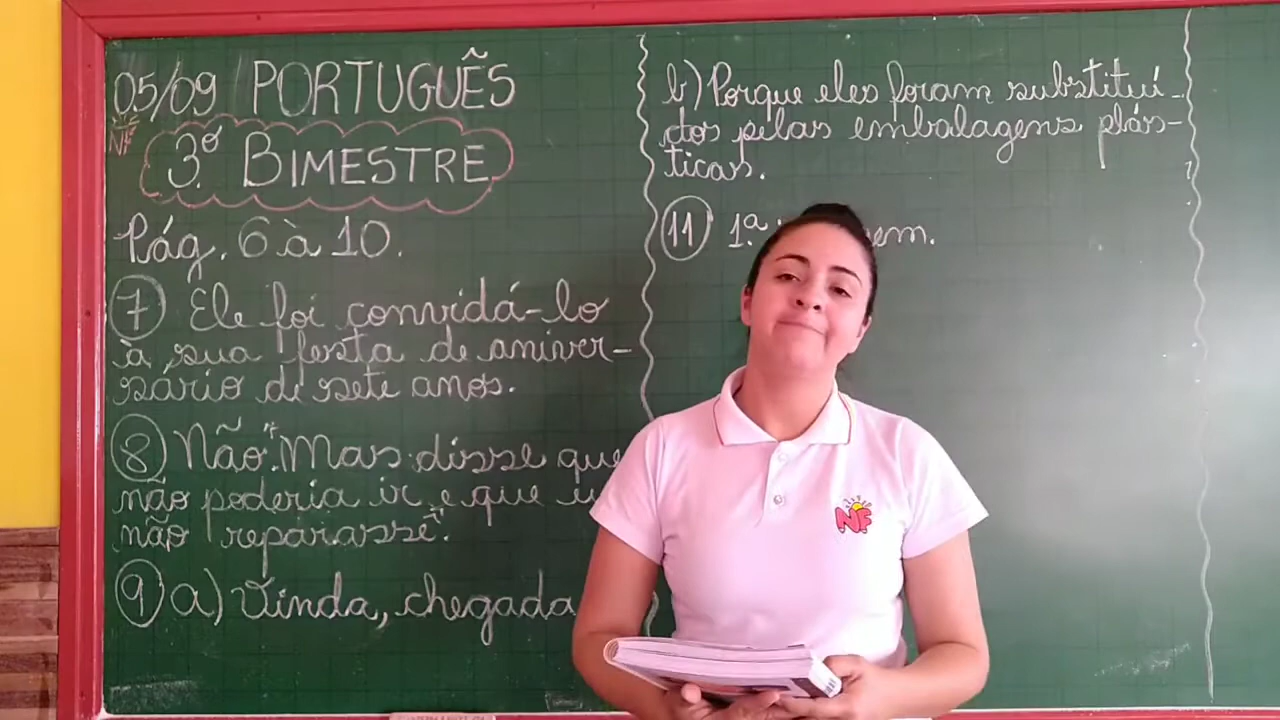 05/09 PORTUGUÊS
NF
3º BIMESTRE
Pág. 6 à 10.
7 Ele foi convidá-lo
à sua festa de aniver-
sário de sete anos.
8 Não. "Mas disse que
não poderia ir e que
não reparasse".
9 a) Vinda, chegada
b) Porque eles foram substituí-
dos pelas embalagens plás-
ticas.
11 1ª
NF